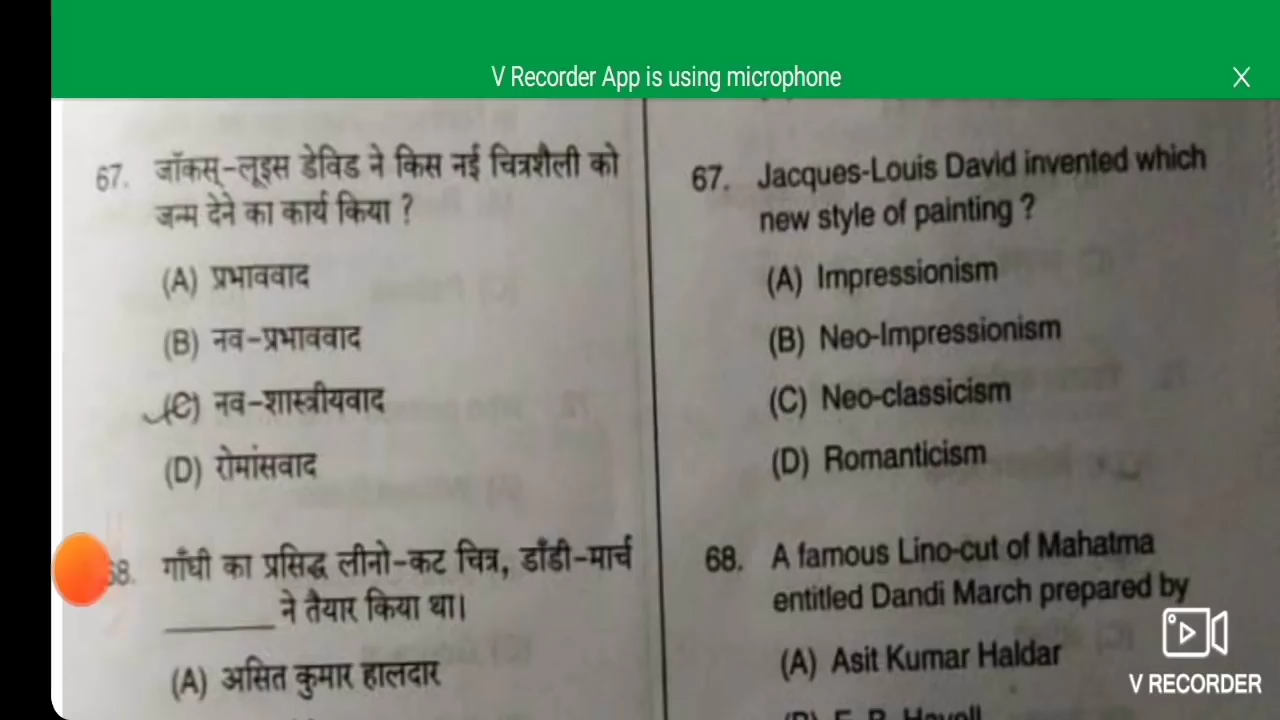 V Recorder App is using microphone
67. जॉकस्-लूइस डेविड ने किस नई चित्रशैली को
जन्म देने का कार्य किया ?
(A) प्रभाववाद
(B) नव-प्रभाववाद
(C) नव-शास्त्रीयवाद
(D) रोमांसवाद
68. गाँधी का प्रसिद्ध लीनो-कट चित्र, डाँडी-मार्च
________ ने तैयार किया था।
(A) असित कुमार हालदार
67. Jacques-Louis David invented which
new style of painting ?
(A) Impressionism
(B) Neo-Impressionism
(C) Neo-classicism
(D) Romanticism
68. A famous Lino-cut of Mahatma
entitled Dandi March prepared by
(A) Asit Kumar Haldar
V RECORDER